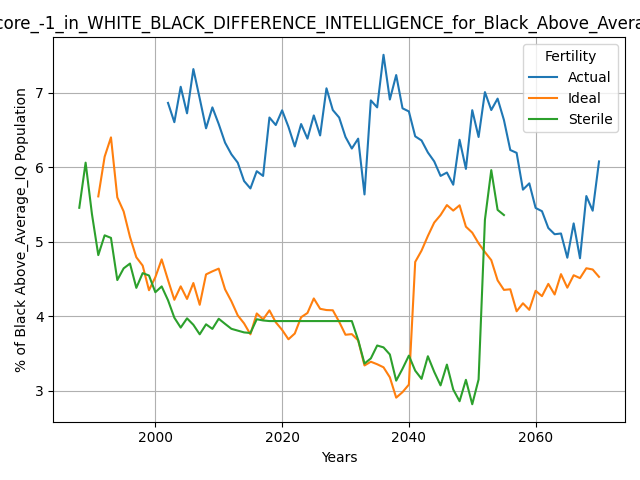 core_-1_in_WHITE_BLACK_DIFFERENCE_INTELLIGENCE_for_Black_Above_Avera
Fertility
Actual
Ideal
Sterile
7
6
5
4
3
% of Black Above_Average_IQ Population
2000
2020
2040
2060
Years